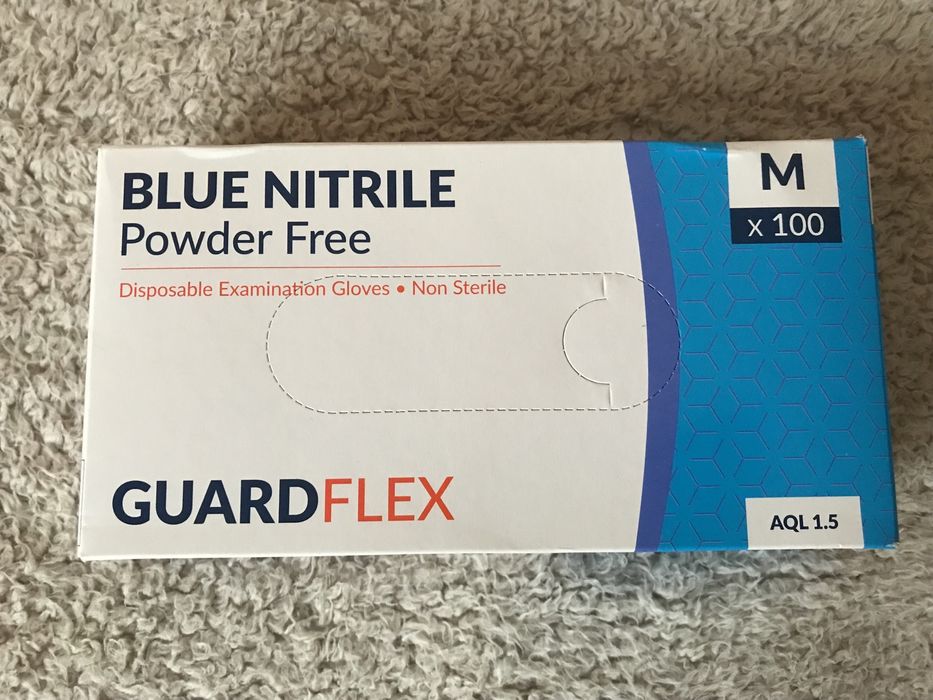 BLUE NITRILE
Powder Free
Disposable Examination Gloves • Non Sterile
GUARDFLEX
M
x 100
AQL 1.5